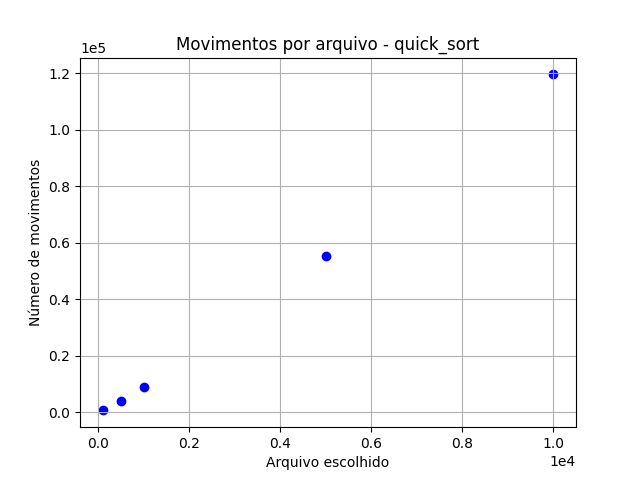 Movimentos por arquivo - quick_sort
1e5
1.2
1.0
0.8
0.6
0.4
0.2
0.0
Número de movimentos
0.0 0.2 0.4 0.6 0.8 1.0
1e4
Arquivo escolhido